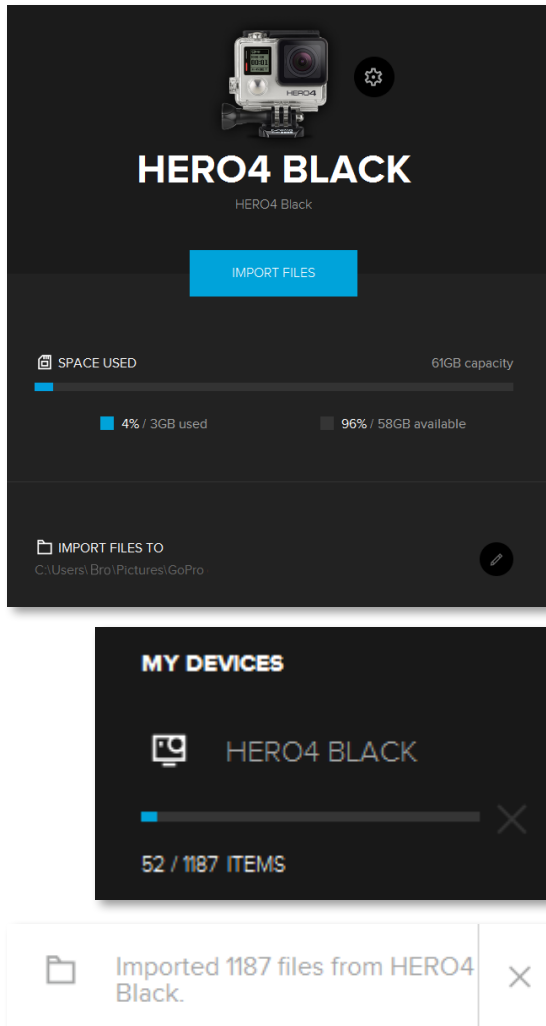 HERO4
HERO4 BLACK
HERO4 Black
IMPORT FILES
SPACE USED
61GB capacity
4% / 3GB used
96% / 58GB available
IMPORT FILES TO
C:\Users\Bro\Pictures\GoPro
MY DEVICES
HERO4 BLACK
52 / 1187 ITEMS
Imported 1187 files from HERO4
Black.